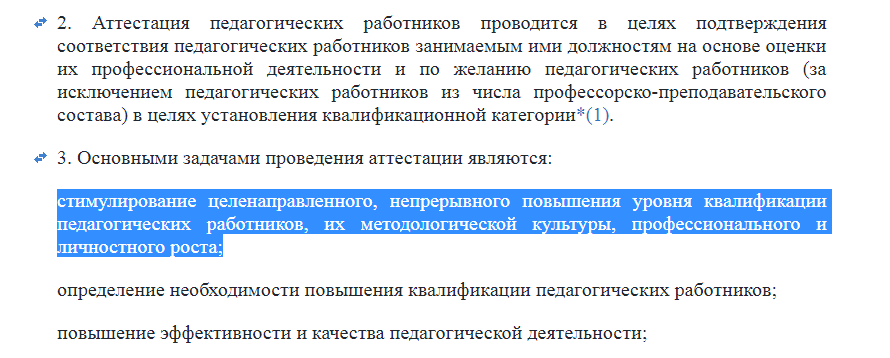 2. Аттестация педагогических работников проводится в целях подтверждения
соответствия педагогических работников занимаемым ими должностям на основе оценки
их профессиональной деятельности и по желанию педагогических работников (за
исключением педагогических работников из числа профессорско-преподавательского
состава) в целях установления квалификационной категории*(1).
3. Основными задачами проведения аттестации являются:
стимулирование целенаправленного, непрерывного повышения уровня квалификации
педагогических работников, их методологической культуры, профессионального и
личностного роста;
определение необходимости повышения квалификации педагогических работников;
повышение эффективности и качества педагогической деятельности;